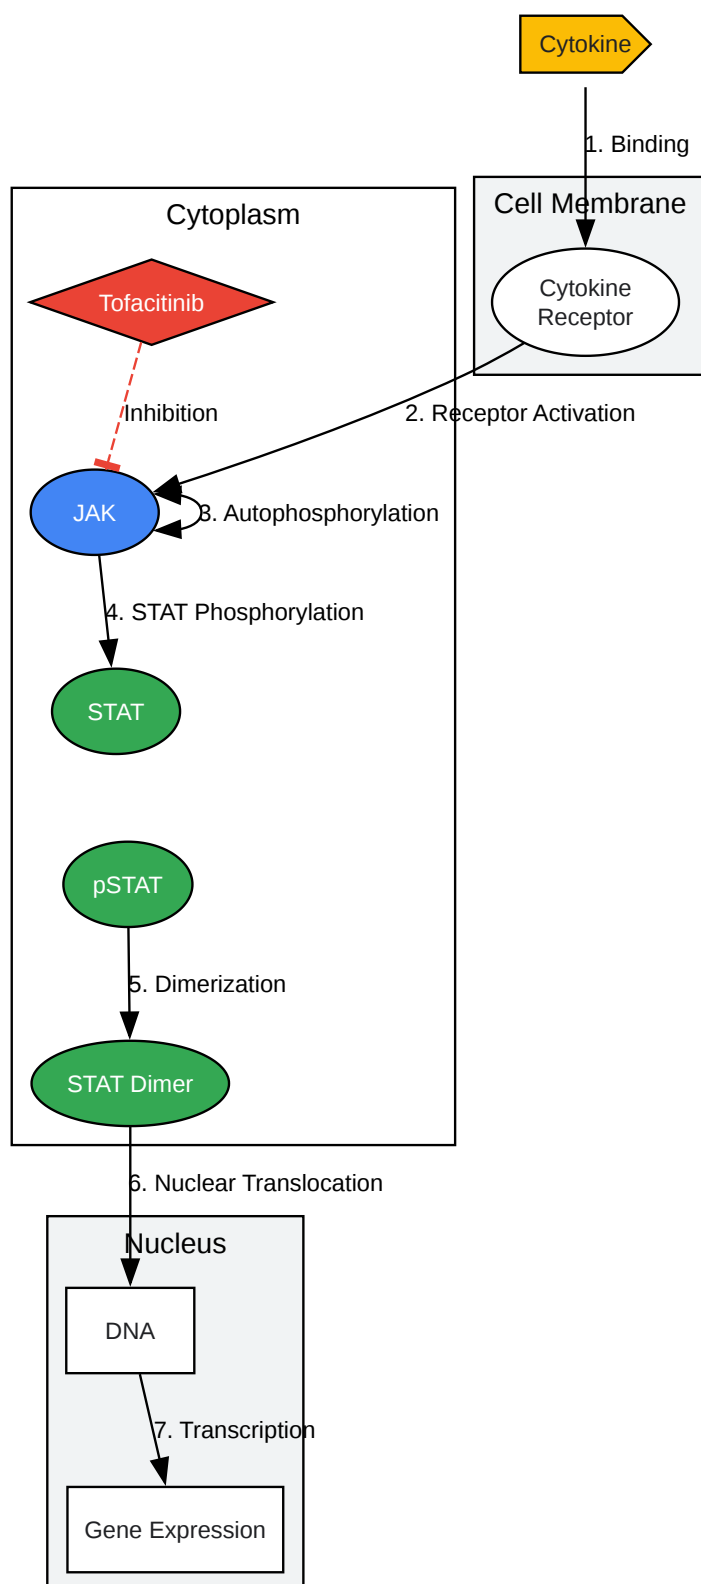 Cytokine
1. Binding
Cell Membrane
Cytoplasm
Cytokine
Receptor
Tofacitinib
Inhibition
2. Receptor Activation
JAK
3. Autophosphorylation
4. STAT Phosphorylation
STAT
pSTAT
5. Dimerization
STAT Dimer
6. Nuclear Translocation
Nucleus
DNA
7. Transcription
Gene Expression